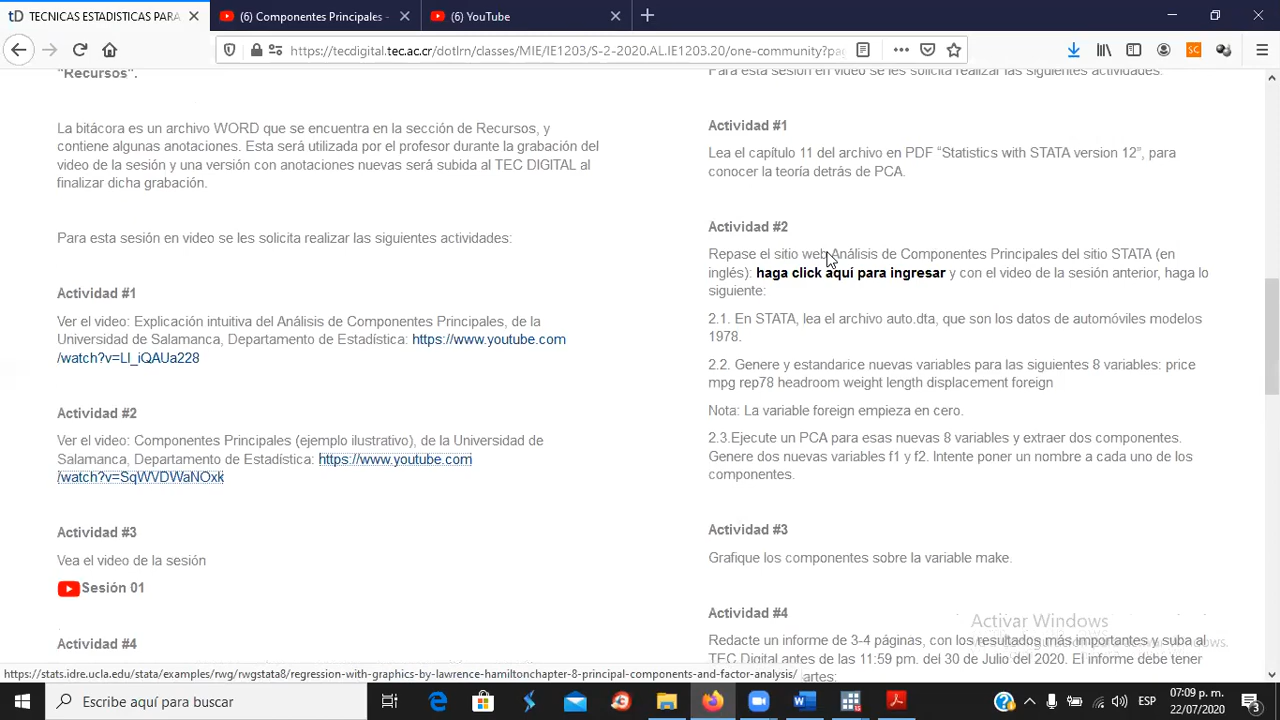 TECNICAS ESTADISTICAS PARA
(6) Componentes Principales -
(6) YouTube
https://tecdigital.tec.ac.cr/dotlrn/classes/MIE/IE1203/S-2-2020.AL.IE1203.20/one-community?pa
"Recursos".
La bitácora es un archivo WORD que se encuentra en la sección de Recursos, y
contiene algunas anotaciones. Esta será utilizada por el profesor durante la grabación del
video de la sesión y una versión con anotaciones nuevas será subida al TEC DIGITAL al
finalizar dicha grabación.
Para esta sesión en video se les solicita realizar las siguientes actividades:
Actividad #1
Ver el video: Explicación intuitiva del Análisis de Componentes Principales, de la
Universidad de Salamanca, Departamento de Estadística: https://www.youtube.com
/watch?v=LI_iQAUa228
Actividad #2
Ver el video: Componentes Principales (ejemplo ilustrativo), de la Universidad de
Salamanca, Departamento de Estadística: https://www.youtube.com
/watch?v=SqWVDWaNOxk
Actividad #3
Vea el video de la sesión
Sesión 01
Actividad #4
Para esta sesión en video se les solicita realizar las siguientes actividades:
Actividad #1
Lea el capítulo 11 del archivo en PDF “Statistics with STATA version 12”, para
conocer la teoría detrás de PCA.
Actividad #2
Repase el sitio web Análisis de Componentes Principales del sitio STATA (en
inglés): haga click aquí para ingresar y con el video de la sesión anterior, haga lo
siguiente:
2.1. En STATA, lea el archivo auto.dta, que son los datos de automóviles modelos
1978.
2.2. Genere y estandarice nuevas variables para las siguientes 8 variables: price
mpg rep78 headroom weight length displacement foreign
Nota: La variable foreign empieza en cero.
2.3.Ejecute un PCA para esas nuevas 8 variables y extraer dos componentes.
Genere dos nuevas variables f1 y f2. Intente poner un nombre a cada uno de los
componentes.
Actividad #3
Grafique los componentes sobre la variable make.
Actividad #4
Redacte un informe de 3-4 páginas, con los resultados más importantes y suba al
TEC Digital antes de las 11:59 pm. del 30 de Julio del 2020. El informe debe tener
artes:
Activar Windows
https://stats.idre.ucla.edu/stata/examples/rwg/rwgstata8/regression-with-graphics-by-lawrence-hamiltonchapter-8-principal-components-and-factor-analysis/
Escribe aquí para buscar
ESP
07:09 p. m.
22/07/2020
3